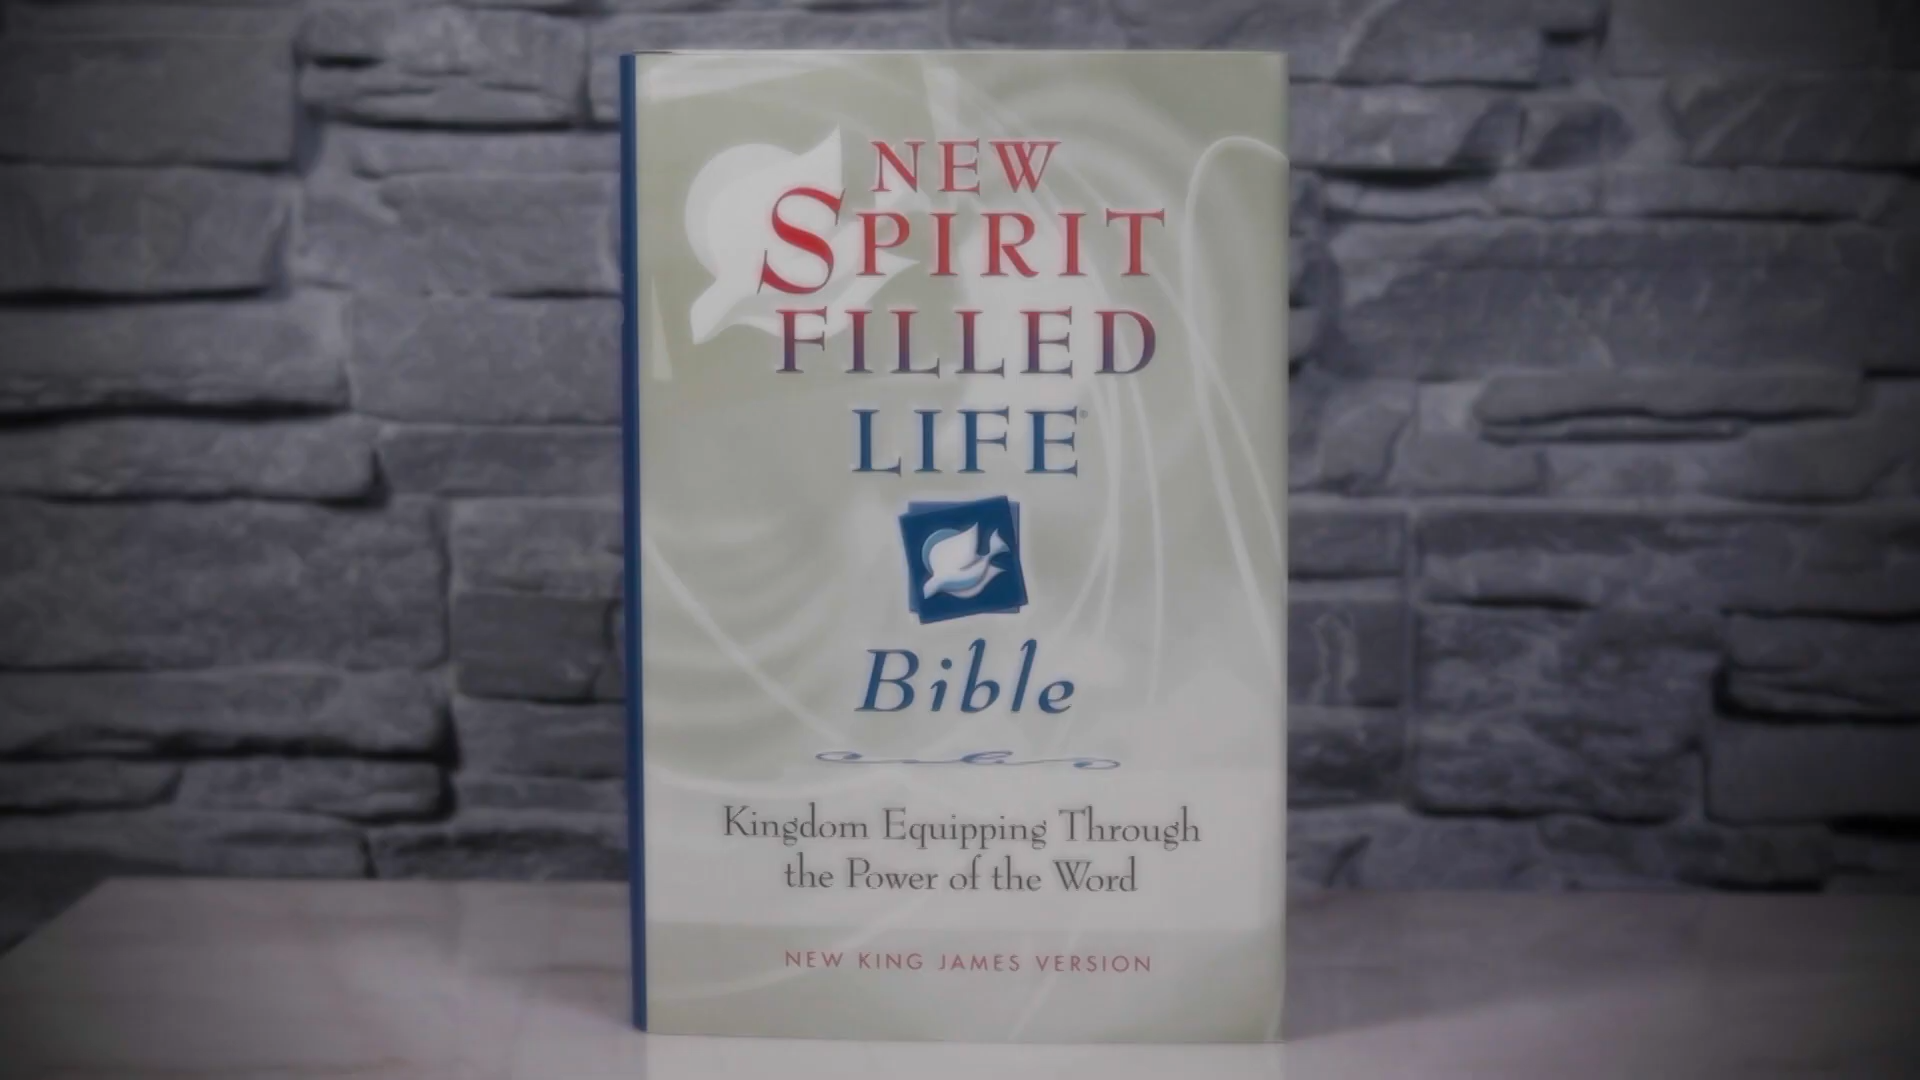 NEW
SPIRIT
FILLED
LIFE®
Bible
Kingdom Equipping Through
the Power of the Word
NEW KING JAMES VERSION